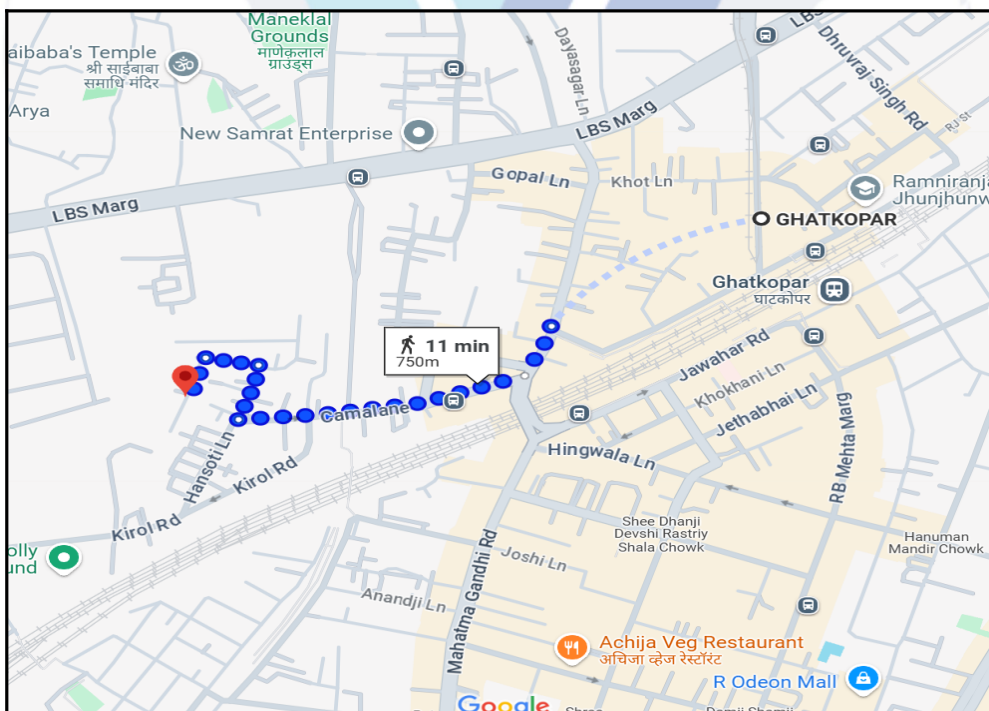 Maneklal
Grounds
माणेकलाल
ग्राउंड्स
aibaba's Temple
श्री साईबाबा
समाधि मंदिर
Arya
New Samrat Enterprise
Dayasagar Ln
LBS Marg
LBS
Dhruvraj Singh Rd
RJ St
Gopal Ln
Khot Ln
Ramniranja
Jhunjhunw
LBS Marg
GHATKOPAR
Ghatkopar
घाटकोपर
11 min
750m
Jawahar Rd
Khokhani Ln
Jethabhai Ln
Camalane
Hansoti Ln
Kirol Rd
Kirol Rd
Hingwala Ln
RB Mehta Marg
Shee Dhanji
Devshi Rastriy
Shala Chowk
Hanuman
Mandir Chowk
olly
und
Joshi Ln
Anandji Ln
Mahatma Gandhi Rd
Achija Veg Restaurant
अचिजा व्हेज रेस्टॉरंट
R Odeon Mall
Google